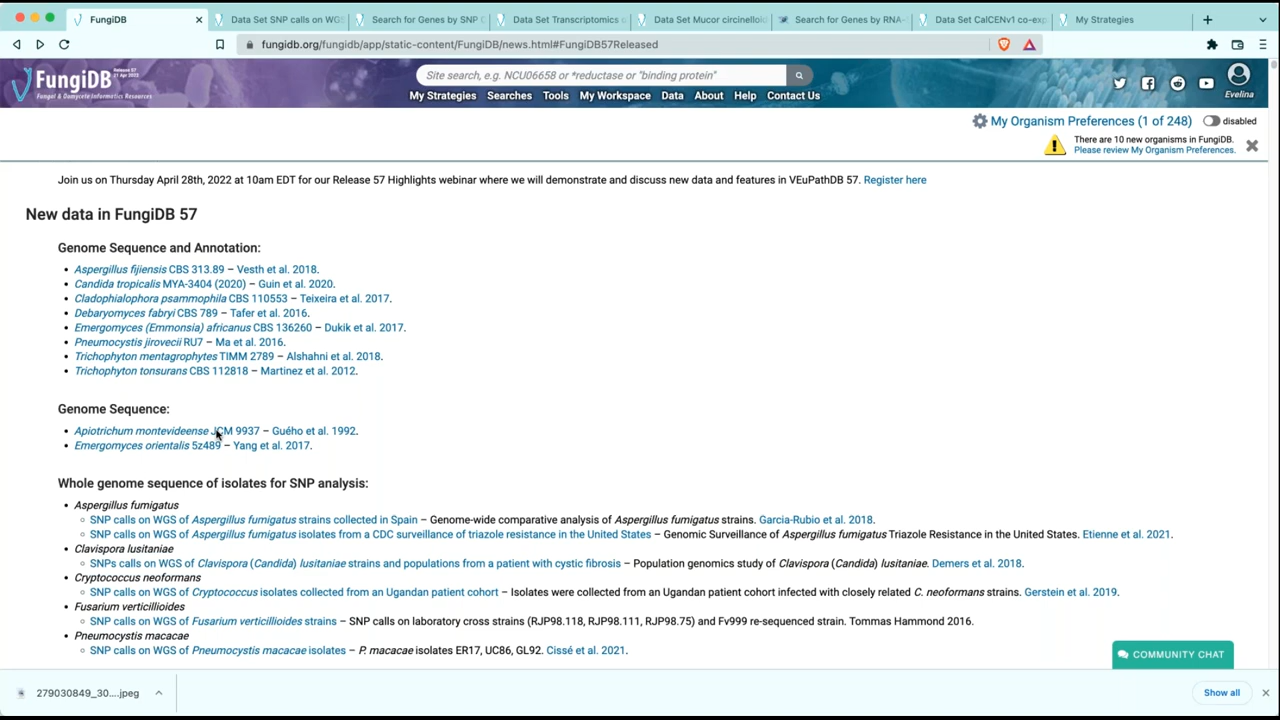 FungiDB
Data Set SNP calls on WGS
Search for Genes by SNP C
Data Set Transcriptomics
Data Set Mucor circinelloid
Search for Genes by RNA-
Data Set CalCENv1 co-exp
My Strategies
fungidb.org/fungidb/app/static-content/FungiDB/news.html#FungiDB57Released
FungiDB
Release 57
21 Apr 2022
Fungal & Oomycete Informatics Resources
Site search, e.g. NCU06658 or *reductase or "binding protein"
My Strategies Searches Tools My Workspace Data About Help Contact Us
Evelina
My Organism Preferences (1 of 248) disabled
There are 10 new organisms in FungiDB.
Please review My Organism Preferences.
Join us on Thursday April 28th, 2022 at 10am EDT for our Release 57 Highlights webinar where we will demonstrate and discuss new data and features in VEuPathDB 57. Register here
New data in FungiDB 57
Genome Sequence and Annotation:
• Aspergillus fijiensis CBS 313.89 – Vesth et al. 2018.
• Candida tropicalis MYA-3404 (2020) – Guin et al. 2020.
• Cladophialophora psammophila CBS 110553 – Teixeira et al. 2017.
• Debaryomyces fabryi CBS 789 – Tafer et al. 2016.
• Emergomyces (Emmonsia) africanus CBS 136260 – Dukik et al. 2017.
• Pneumocystis jirovecii RU7 – Ma et al. 2016.
• Trichophyton mentagrophytes TIMM 2789 – Alshahni et al. 2018.
• Trichophyton tonsurans CBS 112818 – Martinez et al. 2012.
Genome Sequence:
• Apiotrichum montevideense JCM 9937 – Guého et al. 1992.
• Emergomyces orientalis 5z489 – Yang et al. 2017.
Whole genome sequence of isolates for SNP analysis:
• Aspergillus fumigatus
○ SNP calls on WGS of Aspergillus fumigatus strains collected in Spain – Genome-wide comparative analysis of Aspergillus fumigatus strains. Garcia-Rubio et al. 2018.
○ SNP calls on WGS of Aspergillus fumigatus isolates from a CDC surveillance of triazole resistance in the United States – Genomic Surveillance of Aspergillus fumigatus Triazole Resistance in the United States. Etienne et al. 2021.
• Clavispora lusitaniae
○ SNPs calls on WGS of Clavispora (Candida) lusitaniae strains and populations from a patient with cystic fibrosis – Population genomics study of Clavispora (Candida) lusitaniae. Demers et al. 2018.
• Cryptococcus neoformans
○ SNP calls on WGS of Cryptococcus isolates collected from an Ugandan patient cohort – Isolates were collected from an Ugandan patient cohort infected with closely related C. neoformans strains. Gerstein et al. 2019.
• Fusarium verticillioides
○ SNP calls on WGS of Fusarium verticillioides strains – SNP calls on laboratory cross strains (RJP98.118, RJP98.111, RJP98.75) and Fv999 re-sequenced strain. Tommas Hammond 2016.
• Pneumocystis macacae
○ SNP calls on WGS of Pneumocystis macacae isolates – P. macacae isolates ER17, UC86, GL92. Cissé et al. 2021.
COMMUNITY CHAT
279030849_30....jpeg
Show all